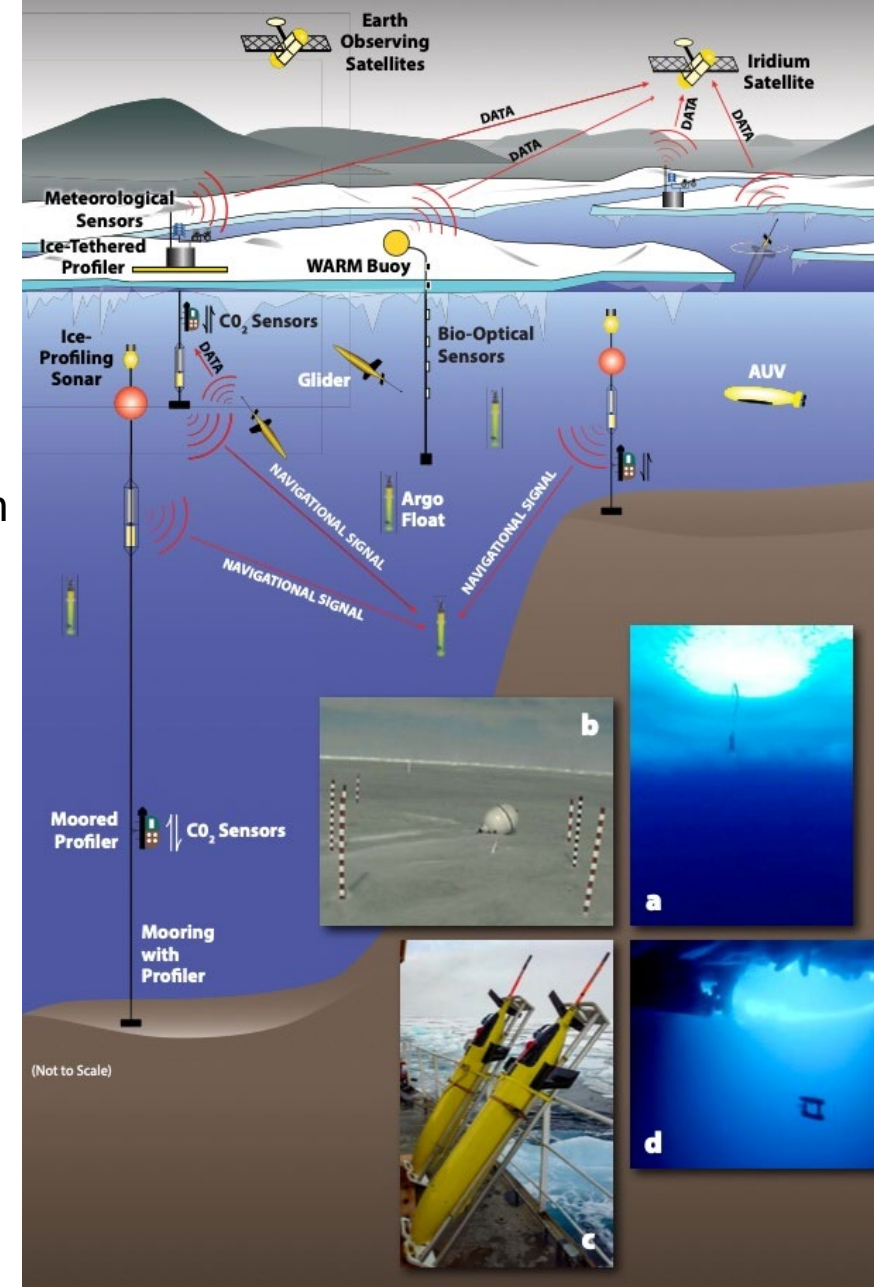 Earth
Observing
Satellites
Iridium
Satellite
DATA
DATA
DATA
DATA
Meteorological
Sensors
Ice-Tethered
Profiler
WARM Buoy
C0₂ Sensors
Bio-Optical
Sensors
Ice-
Profiling
Sonar
DATA
Glider
AUV
NAVIGATIONAL SIGNAL
Argo
Float
NAVIGATIONAL SIGNAL
NAVIGATIONAL SIGNAL
b
a
Moored
Profiler
C0₂ Sensors
Mooring
with
Profiler
(Not to Scale)
c
d